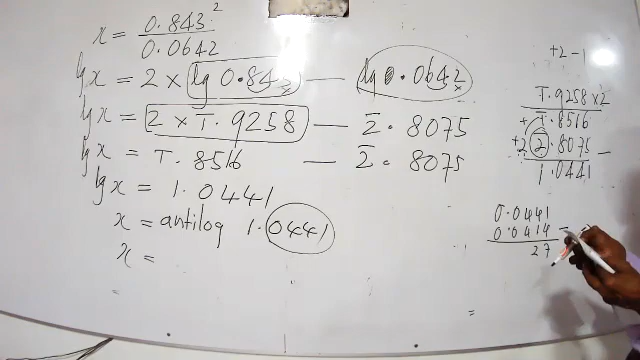 x = 0.843²
0.0642
lg x = 2 × lg 0.843 — lg 0.0642
lg x = 2 × 1̅.9258 — 2̅.8075
lg x = 1̅.8516 — 2̅.8075
lg x = 1.0441
x = antilog 1.0441
x =
+2-1
1̅.9258×2
+ 1̅.8516
+2 2̅.8075 —
1.0441
0.0441
0.0414 —
27